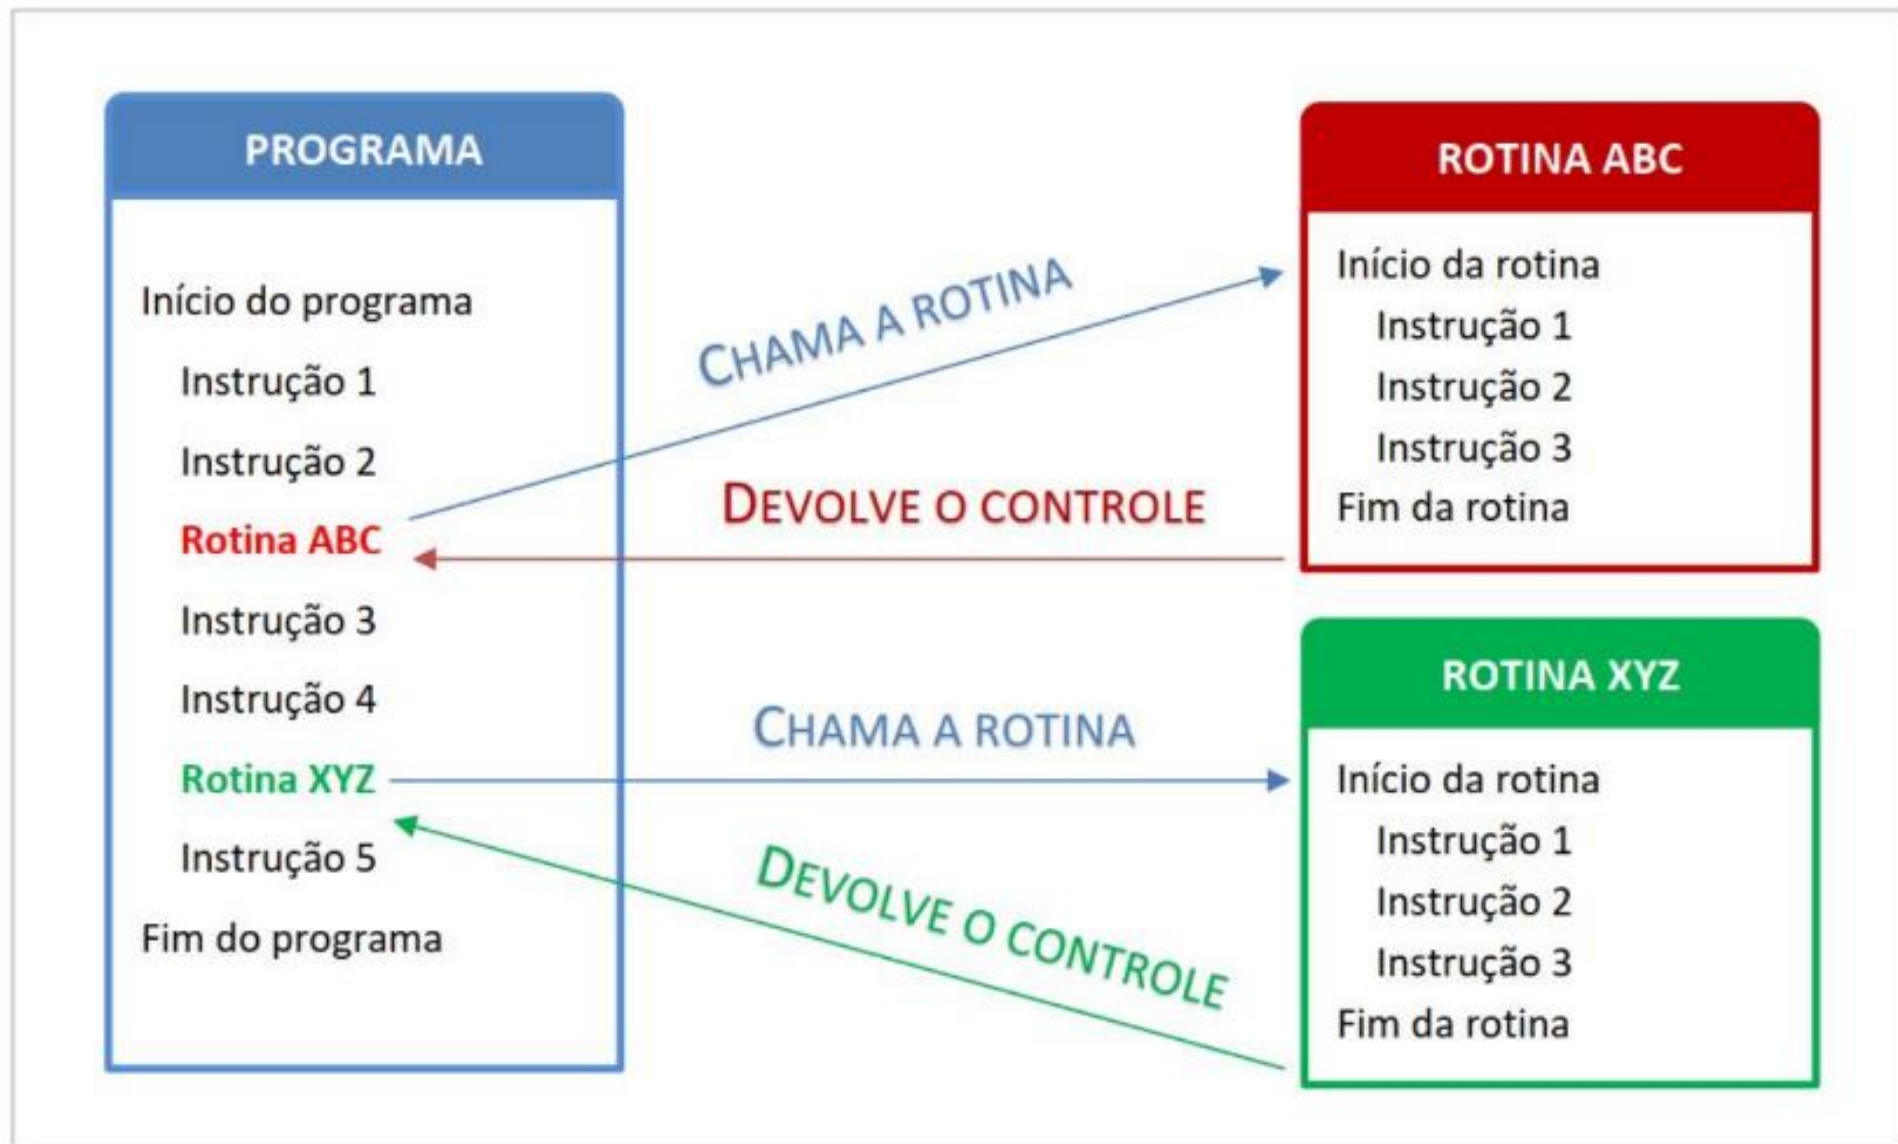 PROGRAMA
Início do programa
Instrução 1
Instrução 2
Rotina ABC
Instrução 3
Instrução 4
Rotina XYZ
Instrução 5
Fim do programa
CHAMA A ROTINA
DEVOLVE O CONTROLE
CHAMA A ROTINA
DEVOLVE O CONTROLE
ROTINA ABC
Início da rotina
Instrução 1
Instrução 2
Instrução 3
Fim da rotina
ROTINA XYZ
Início da rotina
Instrução 1
Instrução 2
Instrução 3
Fim da rotina